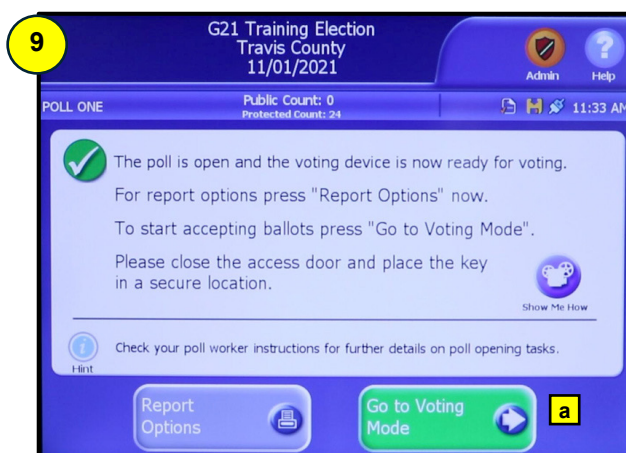 9
G21 Training Election
Travis County
11/01/2021
Admin
Help
POLL ONE
Public Count: 0
Protected Count: 24
11:33 AM
The poll is open and the voting device is now ready for voting.
For report options press "Report Options" now.
To start accepting ballots press "Go to Voting Mode".
Please close the access door and place the key
in a secure location.
Show Me How
Hint
Check your poll worker instructions for further details on poll opening tasks.
Report
Options
Go to Voting
Mode
a